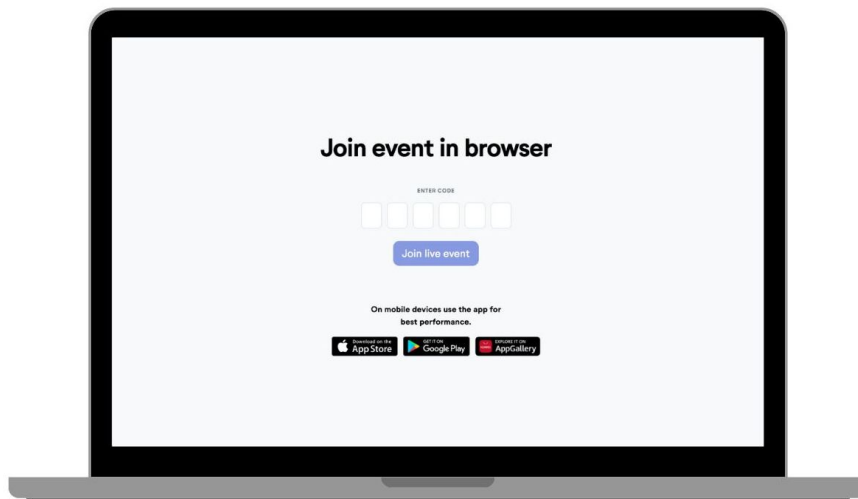 Join event in browser
ENTER CODE
Join live event
On mobile devices use the app for
best performance.
Download on the
App Store
GET IT ON
Google Play
EXPLORE IT ON
AppGallery